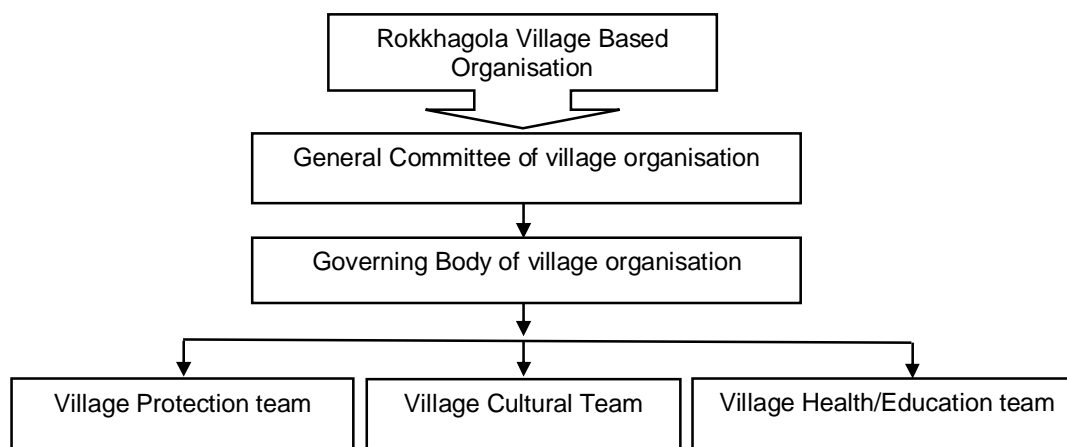 Rokkhagola Village Based
Organisation
General Committee of village organisation
Governing Body of village organisation
Village Protection team
Village Cultural Team
Village Health/Education team